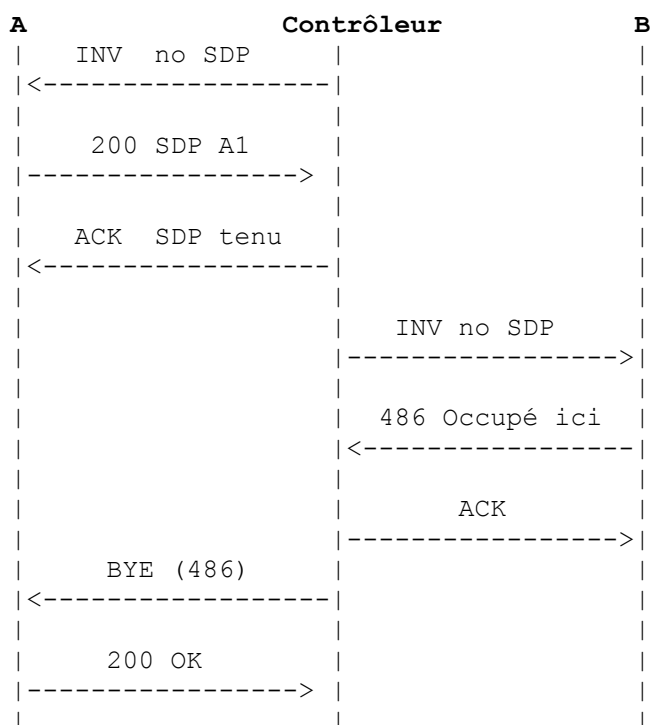 A Contrôleur B
INV no SDP
200 SDP A1
ACK SDP tenu
INV no SDP
486 Occupé ici
ACK
BYE (486)
200 OK